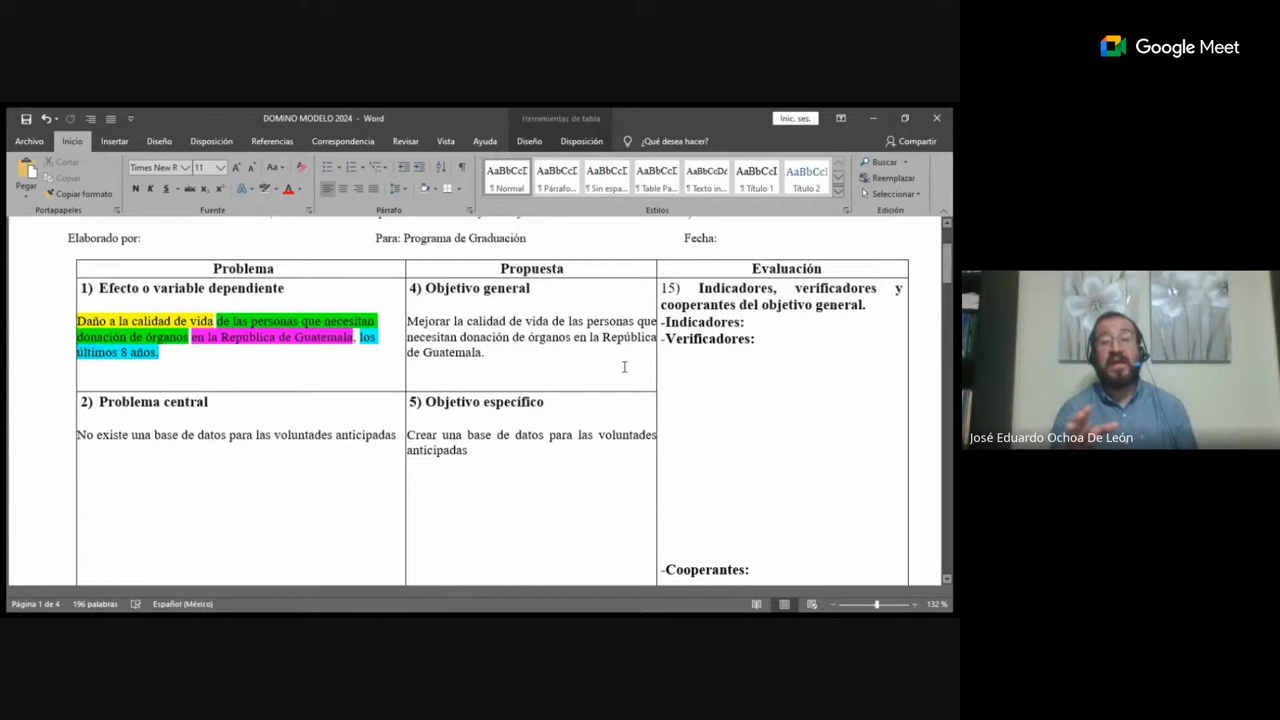 Google Meet
DOMINO MODELO 2024 - Word
Herramientas de tabla
Inic. ses.
Archivo Inicio Insertar Diseño Disposición Referencias Correspondencia Revisar Vista Ayuda Diseño Disposición ¿Qué desea hacer? Compartir
Pegar
Cortar
Copiar
Copiar formato
Portapapeles
Times New R 11
N K S abc x₂ x²
Fuente
Párrafo
AaBbCcI AaBbCcI AaBbCcI AaBbCcI AaBbCcDc AaBbCcI AaBbCcI
¶ Normal ¶ Párrafo... ¶ Sin espa... ¶ Table Pa... ¶ Texto in... ¶ Título 1 ¶ Título 2
Estilos
Buscar
Reemplazar
Seleccionar
Edición
Elaborado por: Para: Programa de Graduación Fecha:
Problema Propuesta Evaluación
1) Efecto o variable dependiente
Daño a la calidad de vida de las personas que necesitan
donación de órganos en la República de Guatemala, los
últimos 8 años.
4) Objetivo general
Mejorar la calidad de vida de las personas que
necesitan donación de órganos en la República
de Guatemala.
15) Indicadores, verificadores y
cooperantes del objetivo general.
-Indicadores:
-Verificadores:
2) Problema central
No existe una base de datos para las voluntades anticipadas
5) Objetivo específico
Crear una base de datos para las voluntades
anticipadas
-Cooperantes:
Página 1 de 4 196 palabras Español (México) 132 %
José Eduardo Ochoa De León